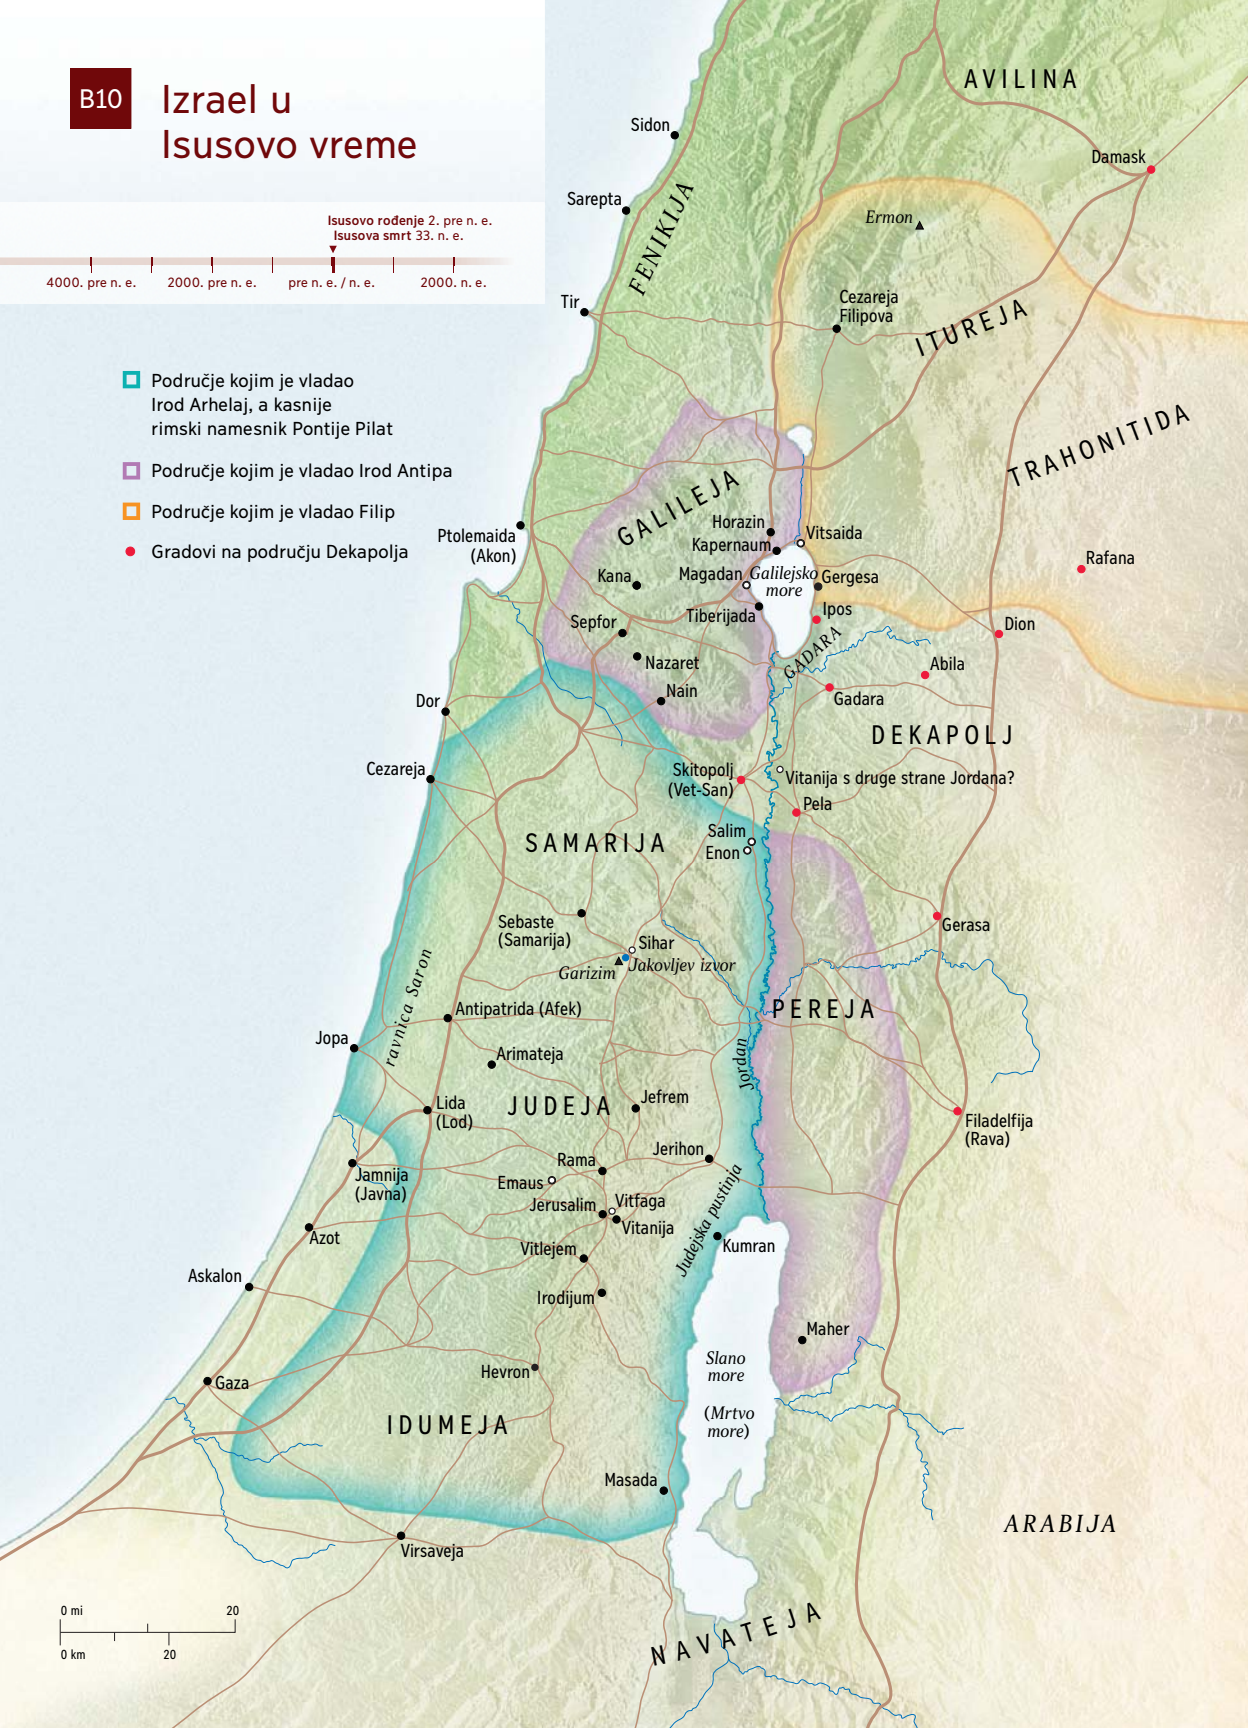 B10
Izrael u
Isusovo vreme
Isusovo rođenje 2. pre n. e.
Isusova smrt 33. n. e.
4000. pre n. e.
2000. pre n. e.
pre n. e. / n. e.
2000. n. e.
Područje kojim je vladao
Irod Arhelaj, a kasnije
rimski namesnik Pontije Pilat
Područje kojim je vladao Irod Antipa
Područje kojim je vladao Filip
Gradovi na području Dekapolja
AVILINA
Sidon
Damask
Sarepta
FENIKIJA
Ermon
Tir
Cezareja
Filipova
ITUREJA
TRAHONITIDA
GALILEJA
Ptolemaida
(Akon)
Horazin
Kapernaum
Vitsaida
Rafana
Kana
Magadan
Galilejsko
more
Gergesa
Tiberijada
Ipos
Sepfor
GADARA
Dion
Nazaret
Abila
Nain
Gadara
Dor
DEKAPOLJ
Cezareja
Skitopolj
(Vet-San)
Vitanija s druge strane Jordana?
Pela
SAMARIJA
Salim
Enon
Sebaste
(Samarija)
Gerasa
Sihar
Garizim
Jakovljev izvor
ravnica Saron
Antipatrida (Afek)
PEREJA
Jopa
Arimateja
Jordan
Lida
(Lod)
JUDEJA
Jefrem
Filadelfija
(Rava)
Jamnija
(Javna)
Rama
Jerihon
Emaus
Jerusalim
Vitfaga
Vitanija
Judejska pustinja
Azot
Vitlejem
Kumran
Askalon
Irodijum
Maher
Slano
more
(Mrtvo
more)
Hevron
Gaza
IDUMEJA
Masada
ARABIJA
Virsaveja
NAVATEJA
0 mi
20
0 km
20